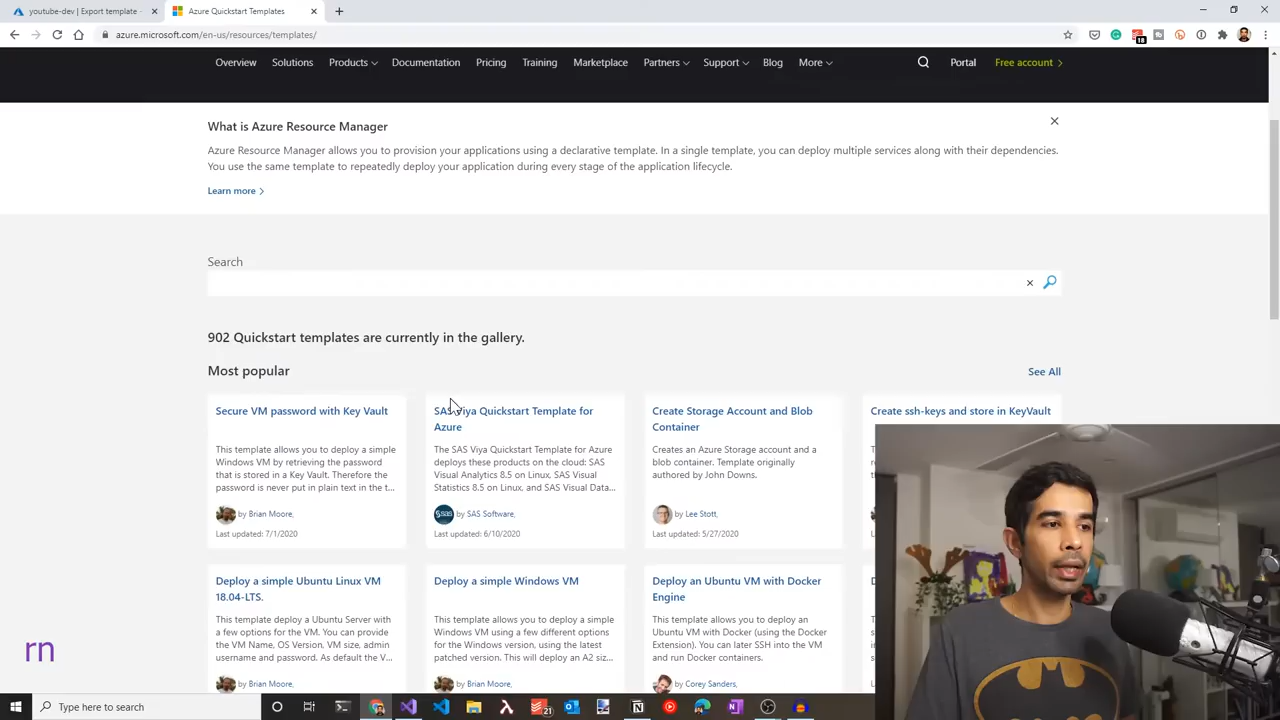 youtube-dev | Export template -
Azure Quickstart Templates
azure.microsoft.com/en-us/resources/templates/
18
Overview Solutions Products Documentation Pricing Training Marketplace Partners Support Blog More Portal Free account >
What is Azure Resource Manager
Azure Resource Manager allows you to provision your applications using a declarative template. In a single template, you can deploy multiple services along with their dependencies.
You use the same template to repeatedly deploy your application during every stage of the application lifecycle.
Learn more >
Search
902 Quickstart templates are currently in the gallery.
Most popular
See All
Secure VM password with Key Vault
This template allows you to deploy a simple
Windows VM by retrieving the password
that is stored in a Key Vault. Therefore the
password is never put in plain text in the t...
by Brian Moore,
Last updated: 7/1/2020
SAS Viya Quickstart Template for
Azure
The SAS Viya Quickstart Template for Azure
deploys these products on the cloud: SAS
Visual Analytics 8.5 on Linux, SAS Visual
Statistics 8.5 on Linux, and SAS Visual Data...
sas
by SAS Software,
Last updated: 6/10/2020
Create Storage Account and Blob
Container
Creates an Azure Storage account and a
blob container. Template originally
authored by John Downs.
by Lee Stott,
Last updated: 5/27/2020
Create ssh-keys and store in KeyVault
Deploy a simple Ubuntu Linux VM
18.04-LTS.
This template deploy a Ubuntu Server with
a few options for the VM. You can provide
the VM Name, OS Version, VM size, admin
username and password. As default the V...
by Brian Moore,
Deploy a simple Windows VM
This template allows you to deploy a simple
Windows VM using a few different options
for the Windows version, using the latest
patched version. This will deploy an A2 siz...
by Brian Moore,
Deploy an Ubuntu VM with Docker
Engine
This template allows you to deploy an
Ubuntu VM with Docker (using the Docker
Extension). You can later SSH into the VM
and run Docker containers.
by Corey Sanders,
rn
Type here to search
21